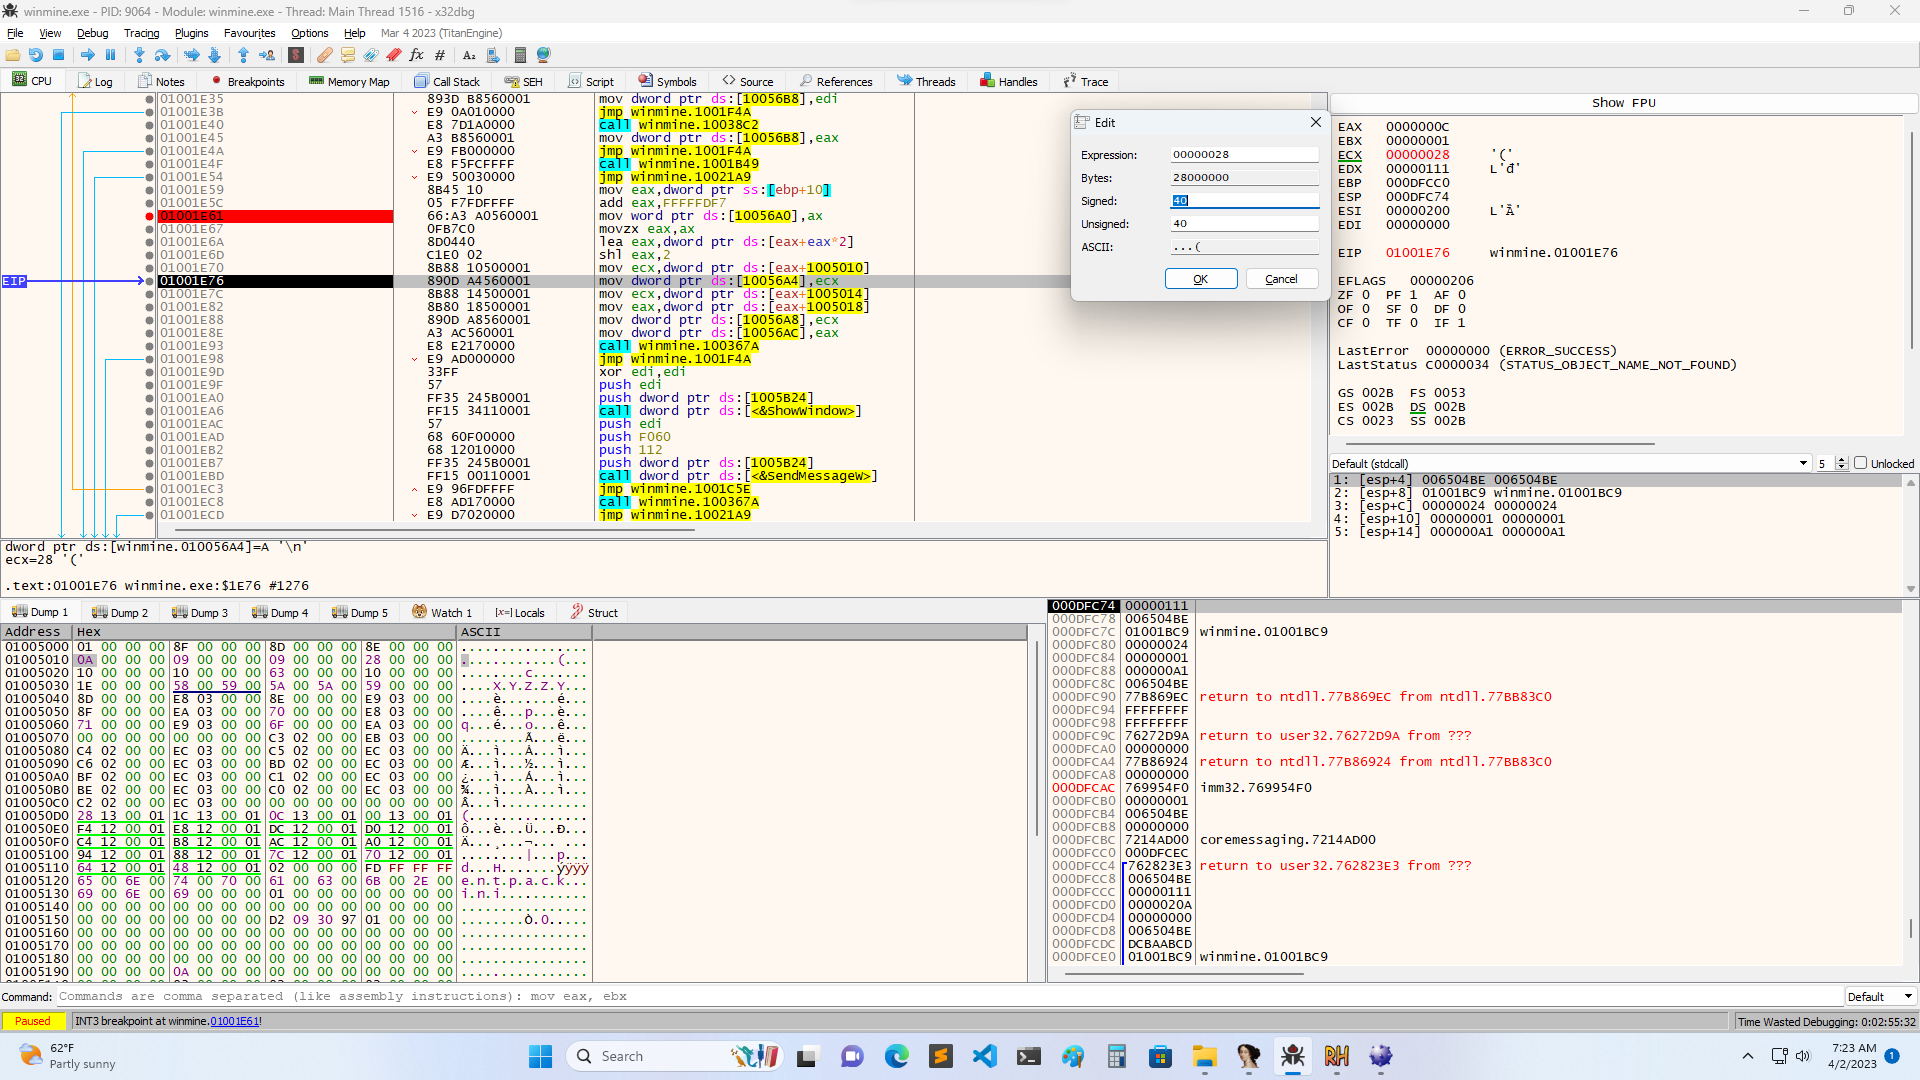 winmine.exe - PID: 9064 - Module: winmine.exe - Thread: Main Thread 1516 - x32dbg
File View Debug Tracing Plugins Favourites Options Help Mar 4 2023 (TitanEngine)
CPU Log Notes Breakpoints Memory Map Call Stack SEH Script Symbols Source References Threads Handles Trace
01001E35 893D B8560001 mov dword ptr ds:[10056B8],edi
01001E3B E9 0A010000 jmp winmine.1001F4A
01001E40 E8 7D1A0000 call winmine.10038C2
01001E45 A3 B8560001 mov dword ptr ds:[10056B8],eax
01001E4A E9 FB000000 jmp winmine.1001F4A
01001E4F E8 F5FCFFFF call winmine.1001B49
01001E54 E9 50030000 jmp winmine.10021A9
01001E59 8B45 10 mov eax,dword ptr ss:[ebp+10]
01001E5C 05 F7FDFFFF add eax,FFFFFDF7
01001E61 66:A3 A0560001 mov word ptr ds:[10056A0],ax
01001E67 0FB7C0 movzx eax,ax
01001E6A 8D0440 lea eax,dword ptr ds:[eax+eax*2]
01001E6D C1E0 02 shl eax,2
01001E70 8B88 10500001 mov ecx,dword ptr ds:[eax+1005010]
EIP 01001E76 890D A4560001 mov dword ptr ds:[10056A4],ecx
01001E7C 8B88 14500001 mov ecx,dword ptr ds:[eax+1005014]
01001E82 8B80 18500001 mov eax,dword ptr ds:[eax+1005018]
01001E88 890D A8560001 mov dword ptr ds:[10056A8],ecx
01001E8E A3 AC560001 mov dword ptr ds:[10056AC],eax
01001E93 E8 E2170000 call winmine.100367A
01001E98 E9 AD000000 jmp winmine.1001F4A
01001E9D 33FF xor edi,edi
01001E9F 57 push edi
01001EA0 FF35 245B0001 push dword ptr ds:[1005B24]
01001EA6 FF15 34110001 call dword ptr ds:[<&ShowWindow>]
01001EAC 57 push edi
01001EAD 68 60F00000 push F060
01001EB2 68 12010000 push 112
01001EB7 FF35 245B0001 push dword ptr ds:[1005B24]
01001EBD FF15 00110001 call dword ptr ds:[<&SendMessageW>]
01001EC3 E9 96FDFFFF jmp winmine.1001C5E
01001EC8 E8 AD170000 call winmine.100367A
01001ECD E9 D7020000 jmp winmine.10021A9
Edit
Expression: 00000028
Bytes: 28000000
Signed: 40
Unsigned: 40
ASCII: ...(
OK Cancel
Show FPU
EAX 0000000C
EBX 00000001
ECX 00000028 '('
EDX 00000111 L'đ'
EBP 000DFCC0
ESP 000DFC74
ESI 00000200 L'Ȁ'
EDI 00000000
EIP 01001E76 winmine.01001E76
EFLAGS 00000206
ZF 0 PF 1 AF 0
OF 0 SF 0 DF 0
CF 0 TF 0 IF 1
LastError 00000000 (ERROR_SUCCESS)
LastStatus C0000034 (STATUS_OBJECT_NAME_NOT_FOUND)
GS 002B FS 0053
ES 002B DS 002B
CS 0023 SS 002B
Default (stdcall) 5 Unlocked
1: [esp+4] 006504BE 006504BE
2: [esp+8] 01001BC9 winmine.01001BC9
3: [esp+C] 00000024 00000024
4: [esp+10] 00000001 00000001
5: [esp+14] 000000A1 000000A1
dword ptr ds:[winmine.010056A4]=A '\n'
ecx=28 '('
.text:01001E76 winmine.exe:$1E76 #1276
Dump 1 Dump 2 Dump 3 Dump 4 Dump 5 Watch 1 [x=] Locals Struct
Address Hex ASCII
01005000 01 00 00 00 8F 00 00 00 8D 00 00 00 8E 00 00 00 ................
01005010 0A 00 00 00 09 00 00 00 09 00 00 00 28 00 00 00 ............(...
01005020 10 00 00 00 10 00 00 00 63 00 00 00 10 00 00 00 ........c.......
01005030 1E 00 00 00 58 00 59 00 5A 00 5A 00 59 00 00 00 ....X.Y.Z.Z.Y...
01005040 8D 00 00 00 E8 03 00 00 8E 00 00 00 E9 03 00 00 ....è.......é...
01005050 8F 00 00 00 EA 03 00 00 70 00 00 00 E8 03 00 00 ....ê...p...è...
01005060 71 00 00 00 E9 03 00 00 6F 00 00 00 EA 03 00 00 q...é...o...ê...
01005070 00 00 00 00 00 00 00 00 C3 02 00 00 EB 03 00 00 ........Ã...ë...
01005080 C4 02 00 00 EC 03 00 00 C5 02 00 00 EC 03 00 00 Ä...ì...Å...ì...
01005090 C6 02 00 00 EC 03 00 00 BD 02 00 00 EC 03 00 00 Æ...ì...½...ì...
010050A0 BF 02 00 00 EC 03 00 00 C1 02 00 00 EC 03 00 00 ¿...ì...Á...ì...
010050B0 BE 02 00 00 EC 03 00 00 C0 02 00 00 EC 03 00 00 ¾...ì...À...ì...
010050C0 C2 02 00 00 EC 03 00 00 00 00 00 00 00 00 00 00 Â...ì...........
010050D0 28 13 00 01 1C 13 00 01 0C 13 00 01 00 13 00 01 (...............
010050E0 F4 12 00 01 E8 12 00 01 DC 12 00 01 D0 12 00 01 ô...è...Ü...Ð...
010050F0 C4 12 00 01 B8 12 00 01 AC 12 00 01 A0 12 00 01 Ä...¸...¬... ...
01005100 94 12 00 01 88 12 00 01 7C 12 00 01 70 12 00 01 ........|...p...
01005110 64 12 00 01 48 12 00 01 02 00 00 00 FD FF FF FF d...H.......ýÿÿÿ
01005120 65 00 6E 00 74 00 70 00 61 00 63 00 6B 00 2E 00 e.n.t.p.a.c.k...
01005130 69 00 6E 00 69 00 00 00 01 00 00 00 00 00 00 00 i.n.i...........
01005140 00 00 00 00 00 00 00 00 00 00 00 00 00 00 00 00 ................
01005150 00 00 00 00 00 00 00 00 D2 09 30 97 01 00 00 00 ........Ò.0.....
01005160 00 00 00 00 00 00 00 00 00 00 00 00 00 00 00 00 ................
01005170 00 00 00 00 00 00 00 00 00 00 00 00 00 00 00 00 ................
01005180 00 00 00 00 00 00 00 00 00 00 00 00 00 00 00 00 ................
01005190 00 00 00 00 00 00 00 00 0A 00 00 00 00 00 00 00 ................
000DFC74 00000111
000DFC78 006504BE
000DFC7C 01001BC9 winmine.01001BC9
000DFC80 00000024
000DFC84 00000001
000DFC88 000000A1
000DFC8C 006504BE
000DFC90 77B869EC return to ntdll.77B869EC from ntdll.77BB83C0
000DFC94 FFFFFFFF
000DFC98 FFFFFFFF
000DFC9C 76272D9A return to user32.76272D9A from ???
000DFCA0 00000000
000DFCA4 77B86924 return to ntdll.77B86924 from ntdll.77BB83C0
000DFCA8 00000000
000DFCAC 769954F0 imm32.769954F0
000DFCB0 00000001
000DFCB4 006504BE
000DFCB8 00000000
000DFCBC 7214AD00 coremessaging.7214AD00
000DFCC0 000DFCEC
000DFCC4 762823E3 return to user32.762823E3 from ???
000DFCC8 006504BE
000DFCCC 00000111
000DFCD0 0000020A
000DFCD4 00000000
000DFCD8 006504BE
000DFCDC DCBAABCD
000DFCE0 01001BC9 winmine.01001BC9
Command: Commands are comma separated (like assembly instructions): mov eax, ebx Default
Paused INT3 breakpoint at winmine.01001E61! Time Wasted Debugging: 0:02:55:32
62°F
Partly sunny
Search
RH
7:23 AM
4/2/2023
1